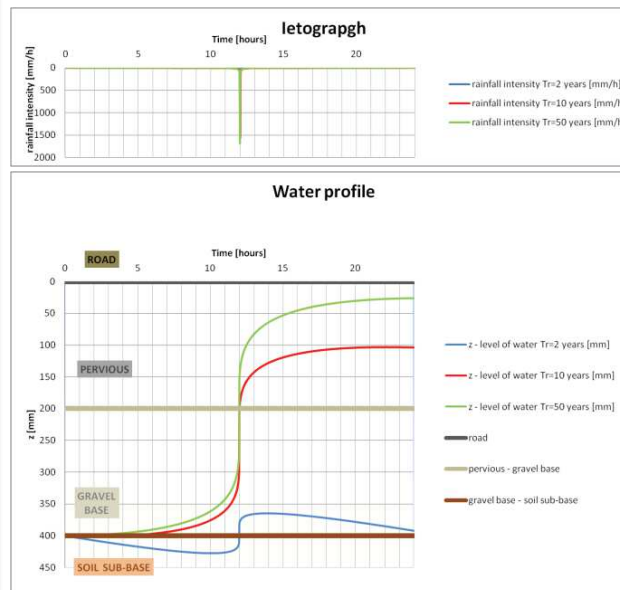 Ietograpgh
Time [hours]
0 5 10 15 20
rainfall intensity [mm/h]
0
500
1000
1500
2000
rainfall intensity Tr=2 years [mm/h]
rainfall intensity Tr=10 years [mm/h
rainfall intensity Tr=50 years [mm/h
Water profile
Time [hours]
ROAD
0 5 10 15 20
z [mm]
0
50
100
150
200
250
300
350
400
450
PERVIOUS
GRAVEL
BASE
SOIL SUB-BASE
z - level of water Tr=2 years [mm]
z - level of water Tr=10 years [mm]
z - level of water Tr=50 years [mm]
road
pervious - gravel base
gravel base - soil sub-base